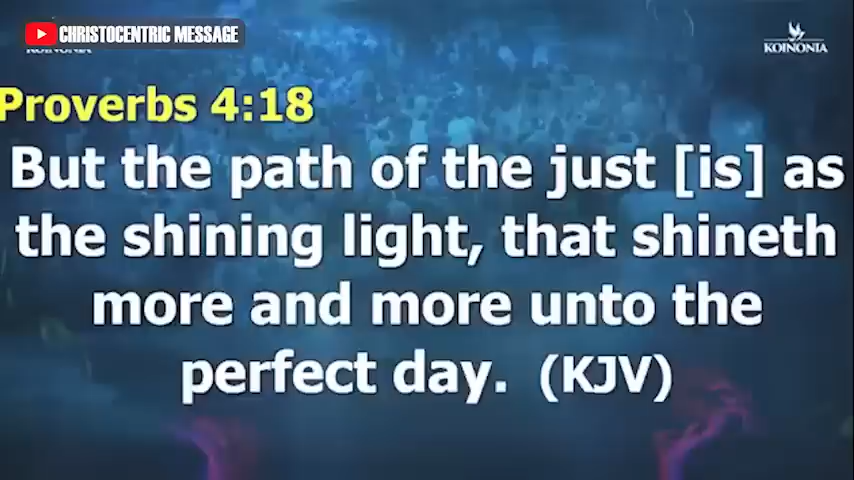 CHRISTOCENTRIC MESSAGE
KOINONIA
KOINONIA
Proverbs 4:18
But the path of the just [is] as
the shining light, that shineth
more and more unto the
perfect day. (KJV)